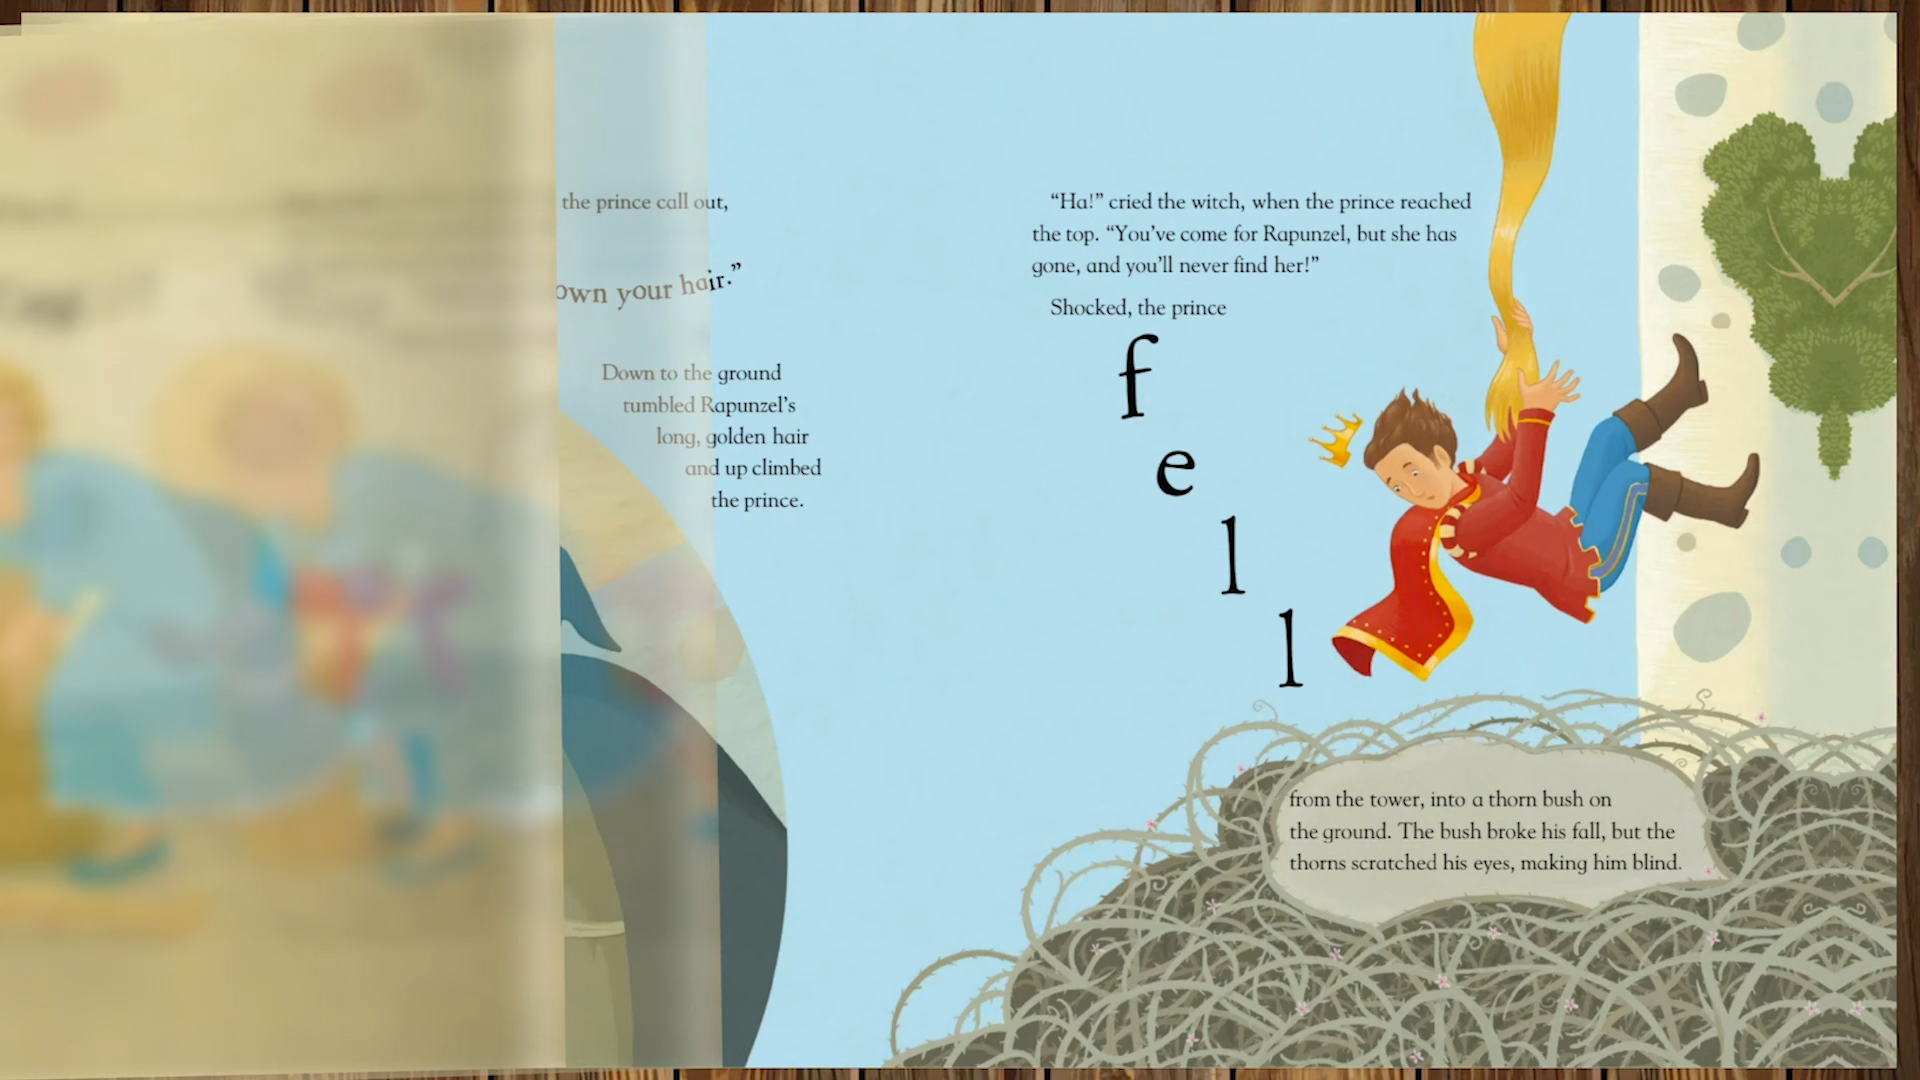 the prince call out,
own your hair.”
Down to the ground
tumbled Rapunzel’s
long, golden hair
and up climbed
the prince.
“Ha!” cried the witch, when the prince reached
the top. “You’ve come for Rapunzel, but she has
gone, and you’ll never find her!”
Shocked, the prince
f
e
l
l
from the tower, into a thorn bush on
the ground. The bush broke his fall, but the
thorns scratched his eyes, making him blind.